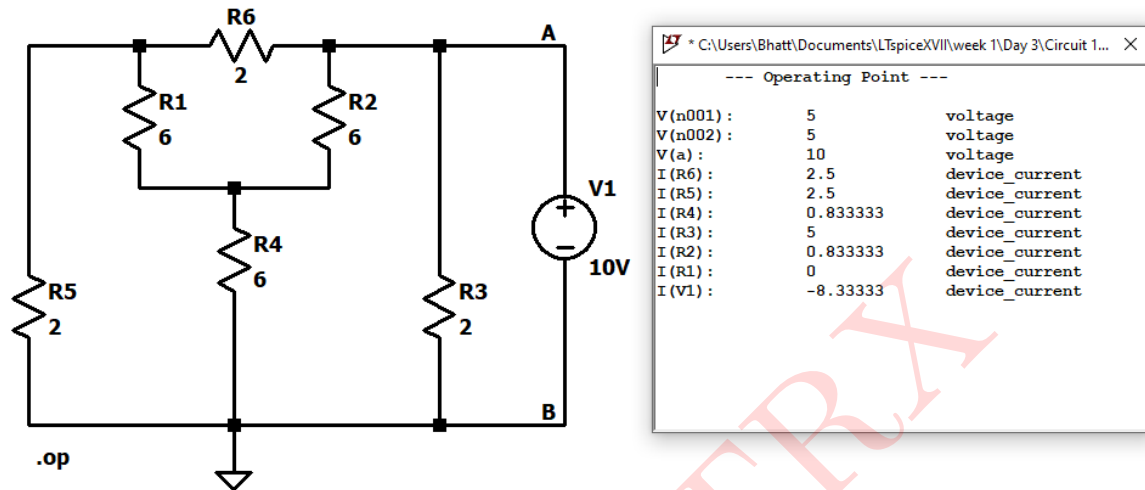 R6
2
A
R1
6
R2
6
R4
6
R5
2
R3
2
V1
10V
B
.op
* C:\Users\Bhatt\Documents\LTspiceXVII\week 1\Day 3\Circuit 1...
--- Operating Point ---
V(n001): 5 voltage
V(n002): 5 voltage
V(a): 10 voltage
I(R6): 2.5 device_current
I(R5): 2.5 device_current
I(R4): 0.833333 device_current
I(R3): 5 device_current
I(R2): 0.833333 device_current
I(R1): 0 device_current
I(V1): -8.33333 device_current